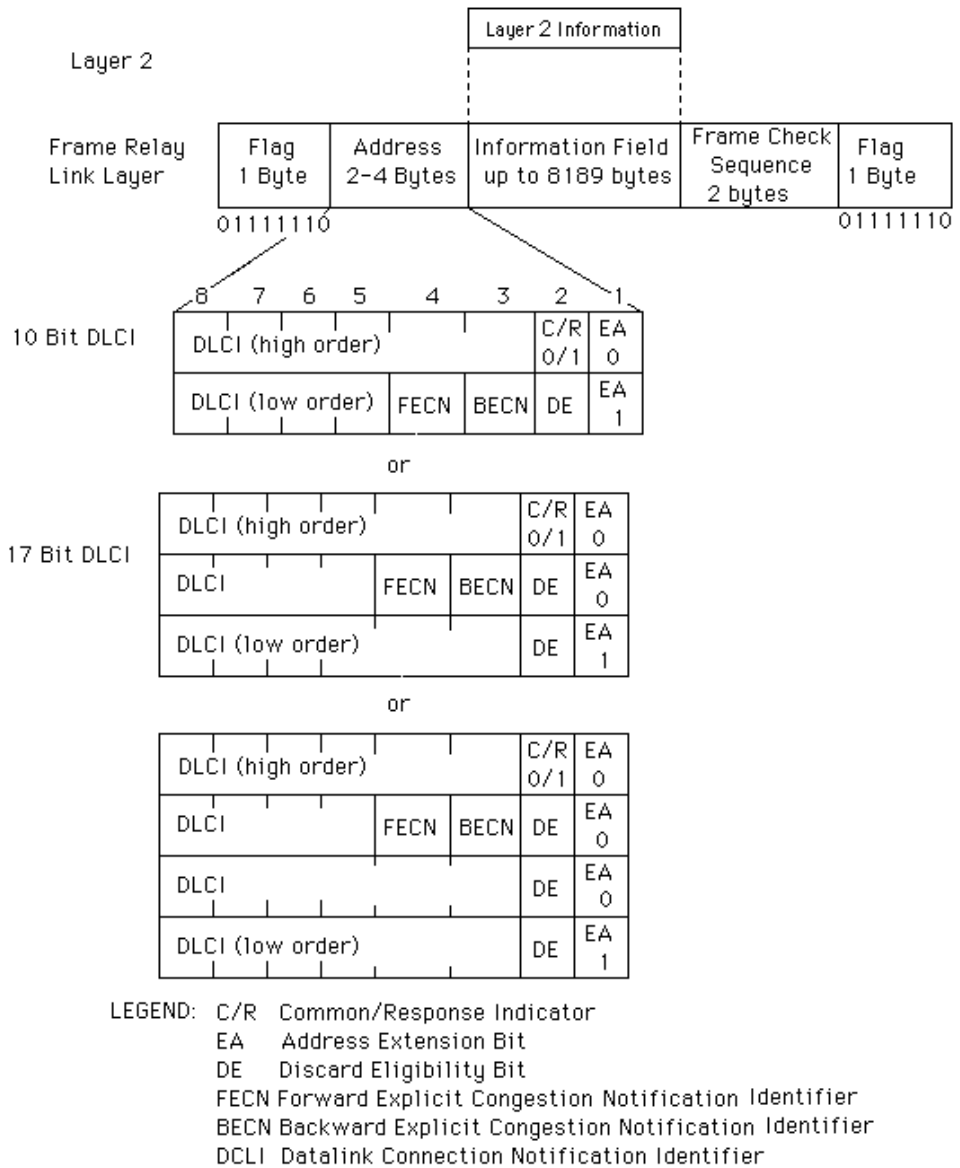 Layer 2 Information
Layer 2
Frame Relay Link Layer
Flag 1 Byte
Address 2-4 Bytes
Information Field up to 8189 bytes
Frame Check Sequence 2 bytes
Flag 1 Byte
01111110
01111110
8 7 6 5 4 3 2 1
10 Bit DLCI
DLCI (high order) C/R 0/1 EA 0
DLCI (low order) FECN BECN DE EA 1
or
17 Bit DLCI
DLCI (high order) C/R 0/1 EA 0
DLCI FECN BECN DE EA 0
DLCI (low order) DE EA 1
or
DLCI (high order) C/R 0/1 EA 0
DLCI FECN BECN DE EA 0
DLCI DE EA 0
DLCI (low order) DE EA 1
LEGEND: C/R Common/Response Indicator
EA Address Extension Bit
DE Discard Eligibility Bit
FECN Forward Explicit Congestion Notification Identifier
BECN Backward Explicit Congestion Notification Identifier
DCLI Datalink Connection Notification Identifier